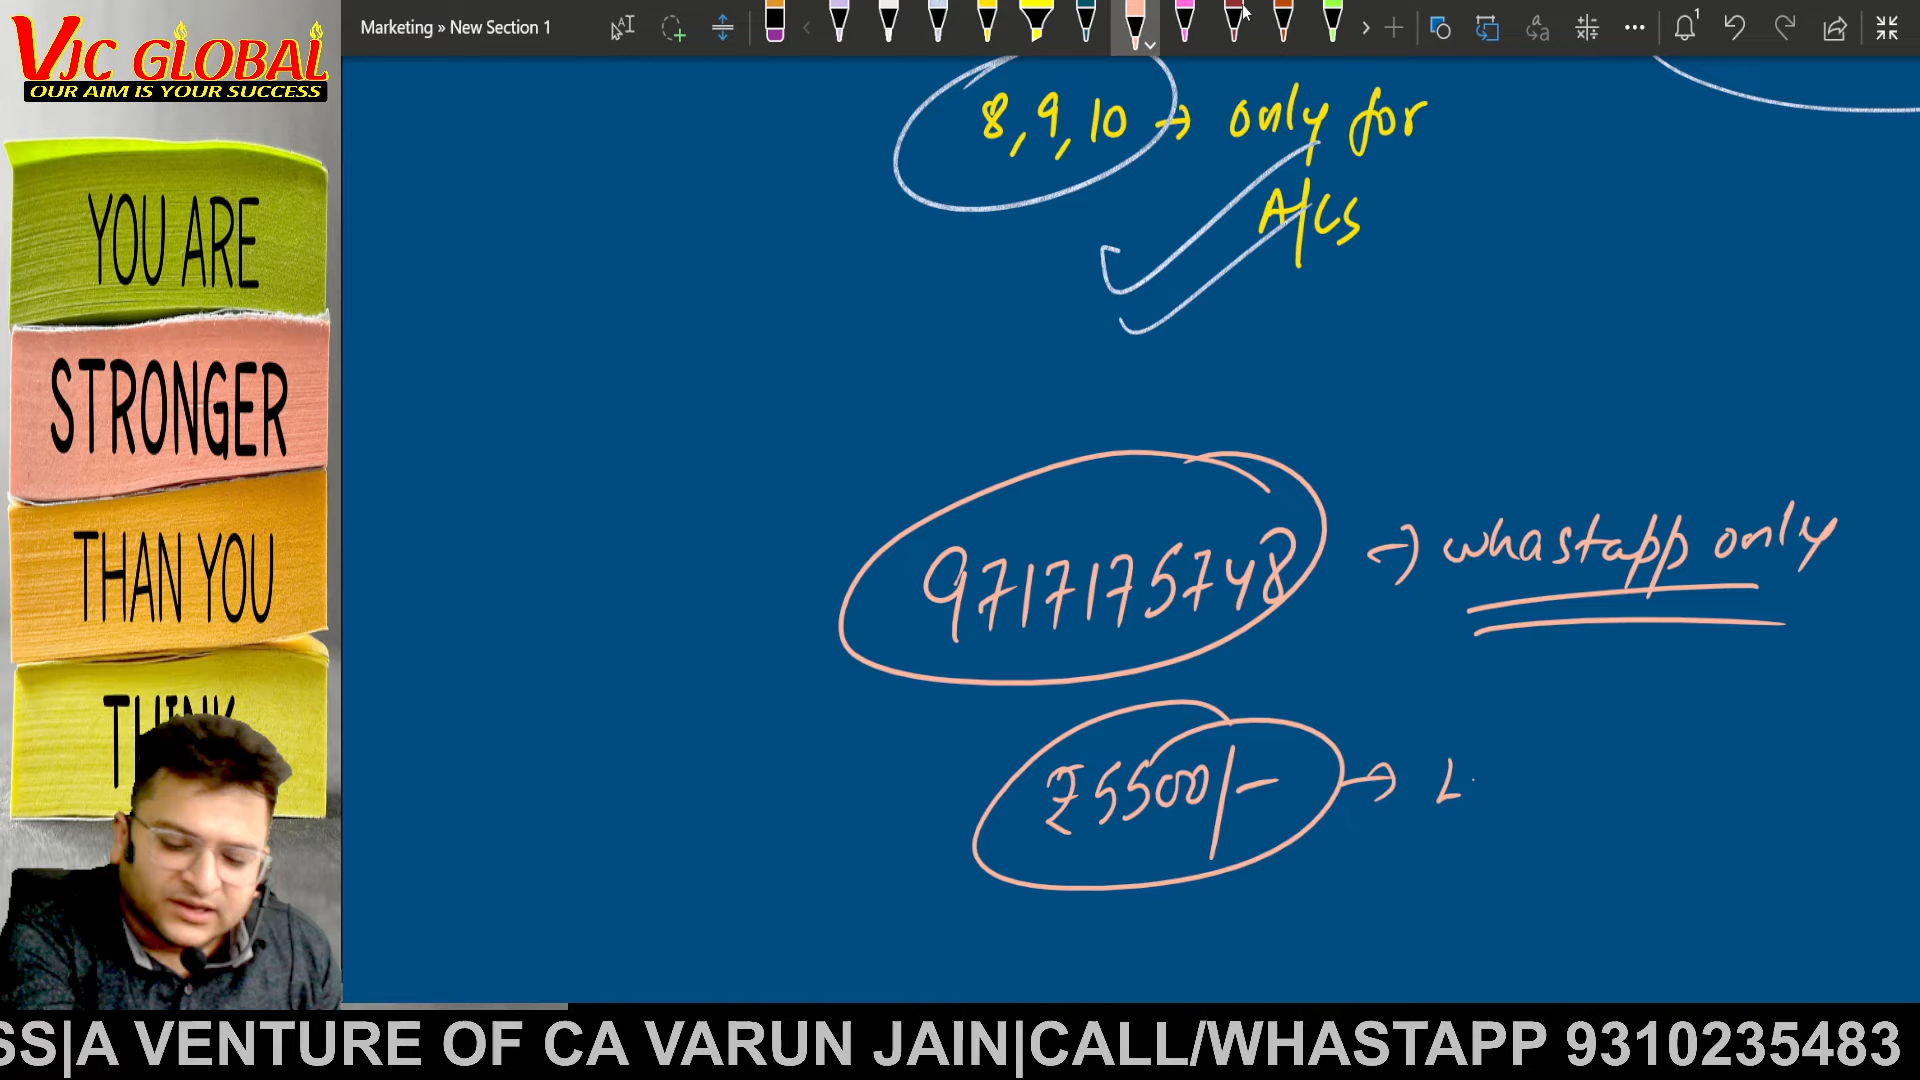 VJC GLOBAL
OUR AIM IS YOUR SUCCESS
Marketing » New Section 1
YOU ARE
STRONGER
THAN YOU
8, 9, 10 → only for
A/Cs
9717175748 → whastapp only
₹5500/- →
SS|A VENTURE OF CA VARUN JAIN|CALL/WHASTAPP 9310235483